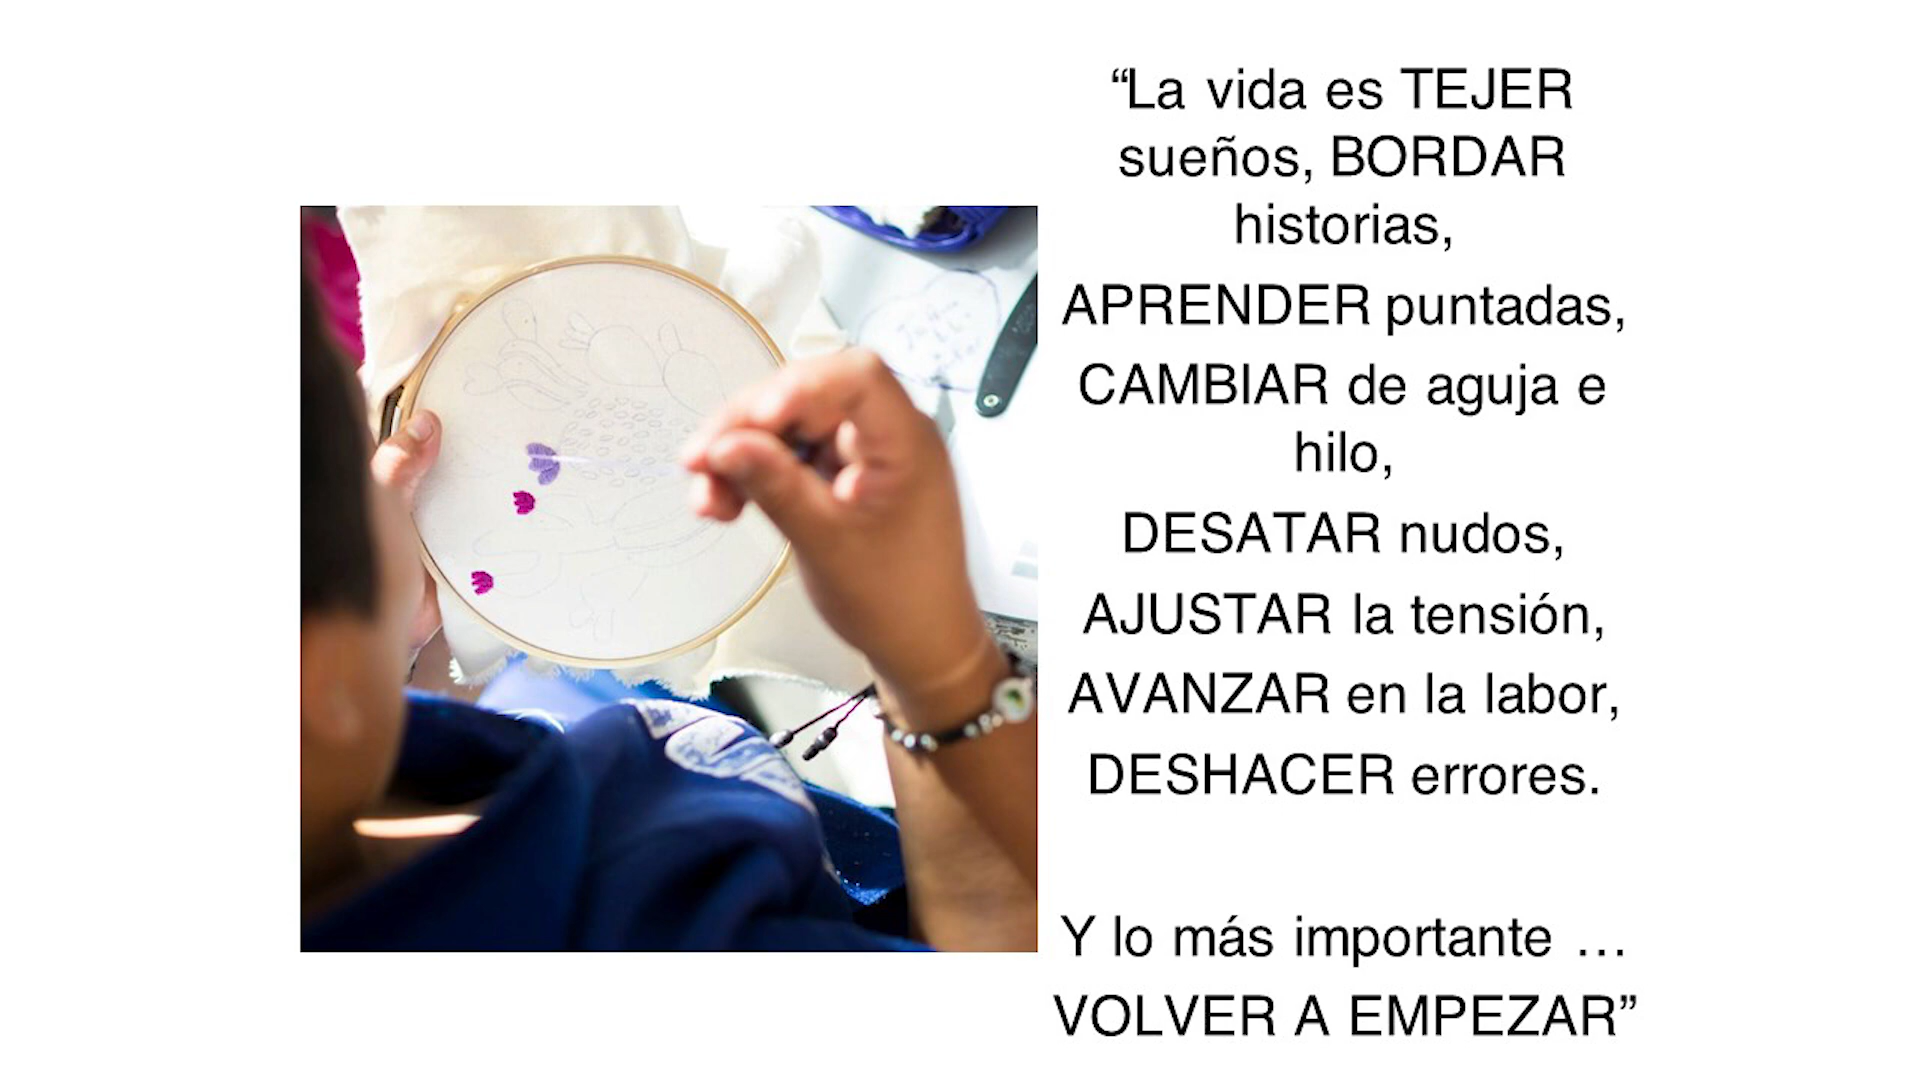 “La vida es TEJER
sueños, BORDAR
historias,
APRENDER puntadas,
CAMBIAR de aguja e
hilo,
DESATAR nudos,
AJUSTAR la tensión,
AVANZAR en la labor,
DESHACER errores.
Y lo más importante …
VOLVER A EMPEZAR”